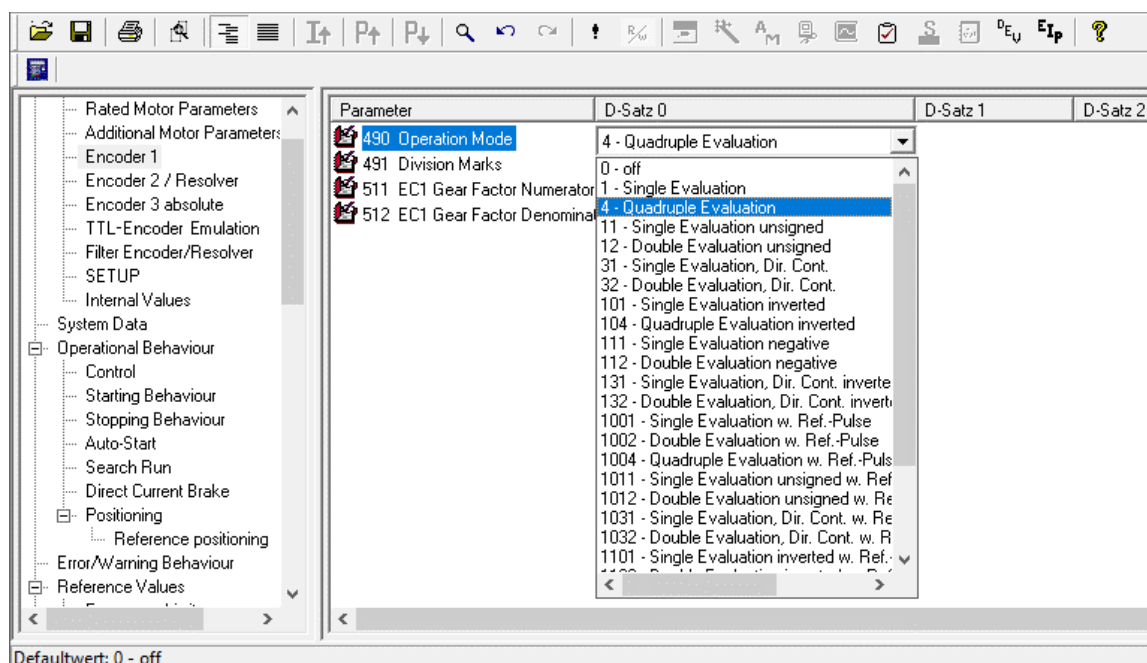 I P P R/ω A M S D E U E I P ?
Rated Motor Parameters
Additional Motor Parameters
Encoder 1
Encoder 2 / Resolver
Encoder 3 absolute
TTL-Encoder Emulation
Filter Encoder/Resolver
SETUP
Internal Values
System Data
Operational Behaviour
Control
Starting Behaviour
Stopping Behaviour
Auto-Start
Search Run
Direct Current Brake
Positioning
Reference positioning
Error/Warning Behaviour
Reference Values
Parameter D-Satz 0 D-Satz 1 D-Satz 2
490 Operation Mode 4 - Quadruple Evaluation
491 Division Marks
511 EC1 Gear Factor Numerator
512 EC1 Gear Factor Denominat
0 - off
1 - Single Evaluation
4 - Quadruple Evaluation
11 - Single Evaluation unsigned
12 - Double Evaluation unsigned
31 - Single Evaluation, Dir. Cont.
32 - Double Evaluation, Dir. Cont.
101 - Single Evaluation inverted
104 - Quadruple Evaluation inverted
111 - Single Evaluation negative
112 - Double Evaluation negative
131 - Single Evaluation, Dir. Cont. inverte
132 - Double Evaluation, Dir. Cont. inverte
1001 - Single Evaluation w. Ref.-Pulse
1002 - Double Evaluation w. Ref.-Pulse
1004 - Quadruple Evaluation w. Ref.-Puls
1011 - Single Evaluation unsigned w. Ref
1012 - Double Evaluation unsigned w. Re
1031 - Single Evaluation, Dir. Cont. w. Re
1032 - Double Evaluation, Dir. Cont. w. R
1101 - Single Evaluation inverted w. Ref.-
Defaultwert: 0 - off